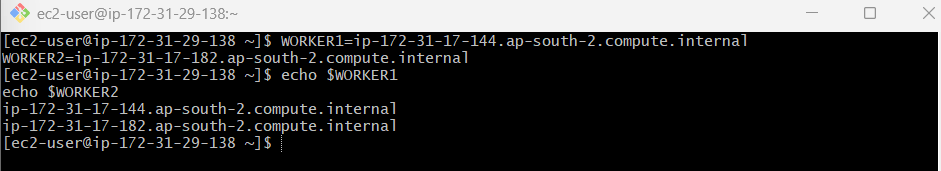 ec2-user@ip-172-31-29-138:~
[ec2-user@ip-172-31-29-138 ~]$ WORKER1=ip-172-31-17-144.ap-south-2.compute.internal
WORKER2=ip-172-31-17-182.ap-south-2.compute.internal
[ec2-user@ip-172-31-29-138 ~]$ echo $WORKER1
echo $WORKER2
ip-172-31-17-144.ap-south-2.compute.internal
ip-172-31-17-182.ap-south-2.compute.internal
[ec2-user@ip-172-31-29-138 ~]$